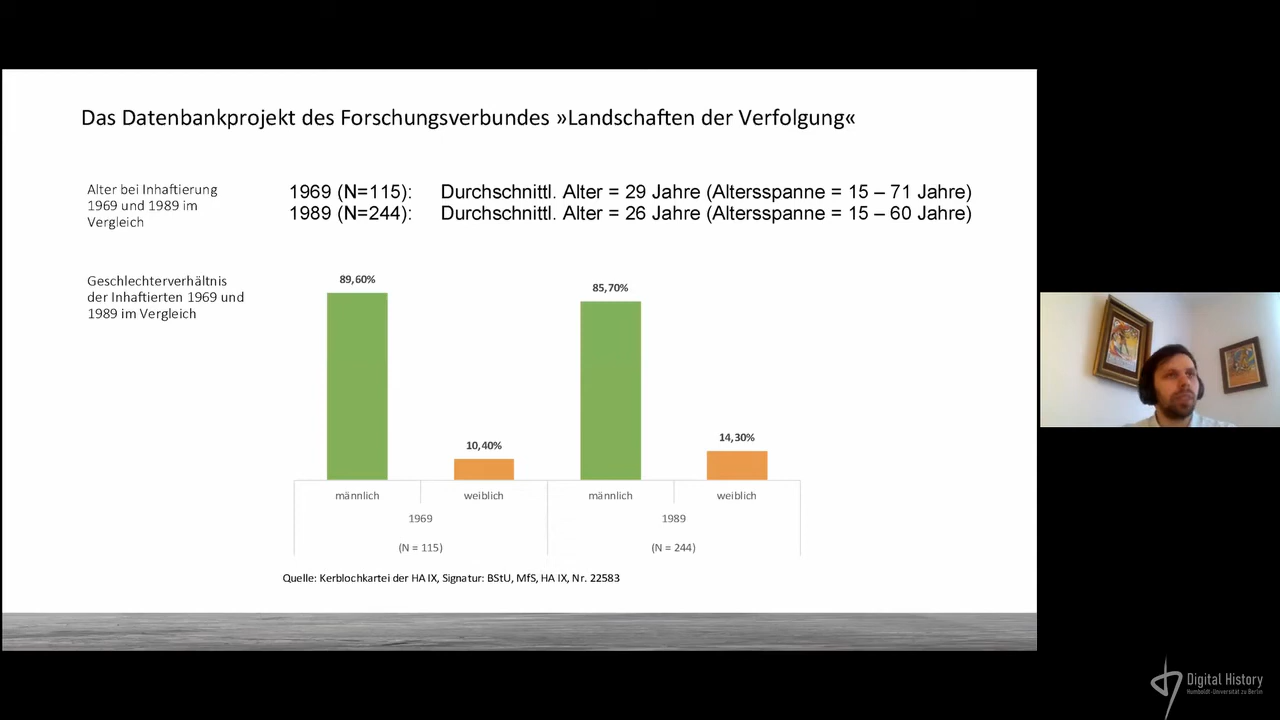 Das Datenbankprojekt des Forschungsverbundes »Landschaften der Verfolgung«
Alter bei Inhaftierung
1969 und 1989 im
Vergleich
1969 (N=115): Durchschnittl. Alter = 29 Jahre (Altersspanne = 15 – 71 Jahre)
1989 (N=244): Durchschnittl. Alter = 26 Jahre (Altersspanne = 15 – 60 Jahre)
Geschlechterverhältnis
der Inhaftierten 1969 und
1989 im Vergleich
89,60%
10,40%
85,70%
14,30%
männlich weiblich männlich weiblich
1969 1989
(N = 115) (N = 244)
Quelle: Kerblochkartei der HA IX, Signatur: BStU, MfS, HA IX, Nr. 22583
Digital History
Humboldt-Universität zu Berlin